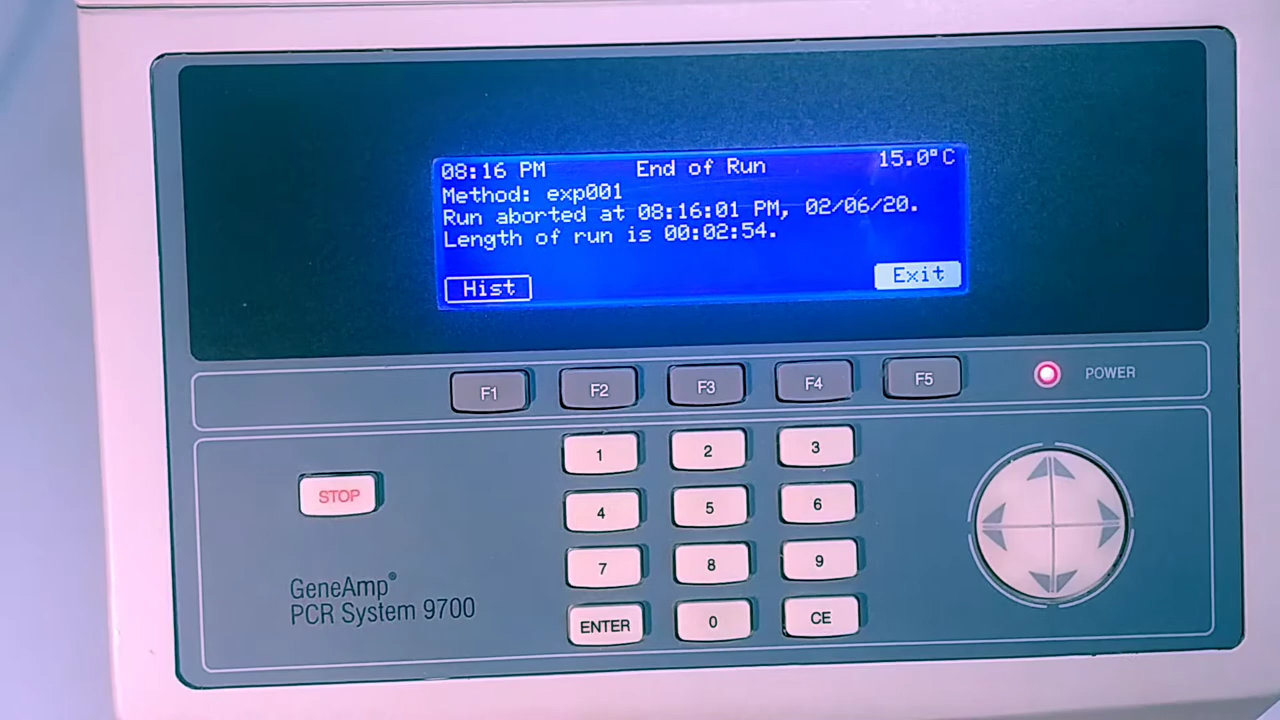 08:16 PM End of Run 15.0°C
Method: exp001
Run aborted at 08:16:01 PM, 02/06/20.
Length of run is 00:02:54.
Hist Exit
F1 F2 F3 F4 F5 POWER
1 2 3
STOP
4 5 6
7 8 9
GeneAmp®
PCR System 9700
ENTER 0 CE